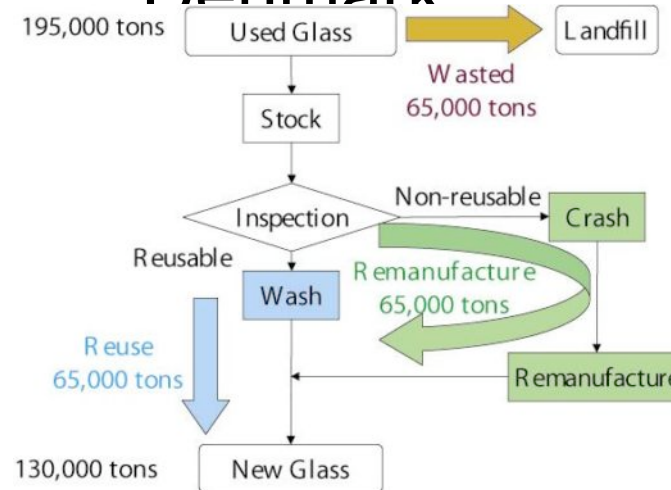 Denmark
195,000 tons
Used Glass
Landfill
Wasted
65,000 tons
Stock
Inspection
Non-reusable
Crash
Reusable
Wash
Remanufacture
65,000 tons
Reuse
65,000 tons
Remanufacture
130,000 tons
New Glass